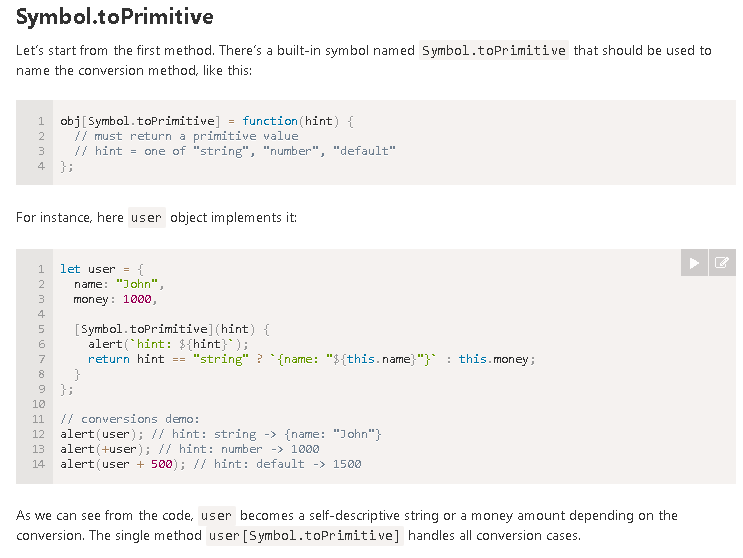 Symbol.toPrimitive
Let's start from the first method. There's a built-in symbol named Symbol.toPrimitive that should be used to
name the conversion method, like this:
1 obj[Symbol.toPrimitive] = function(hint) {
2   // must return a primitive value
3   // hint = one of "string", "number", "default"
4 };
For instance, here user object implements it:
1 let user = {
2   name: "John",
3   money: 1000,
4
5   [Symbol.toPrimitive](hint) {
6     alert(`hint: ${hint}`);
7     return hint == "string" ? `{name: "${this.name}"}` : this.money;
8   }
9 };
10
11 // conversions demo:
12 alert(user); // hint: string -> {name: "John"}
13 alert(+user); // hint: number -> 1000
14 alert(user + 500); // hint: default -> 1500
As we can see from the code, user becomes a self-descriptive string or a money amount depending on the
conversion. The single method user[Symbol.toPrimitive] handles all conversion cases.